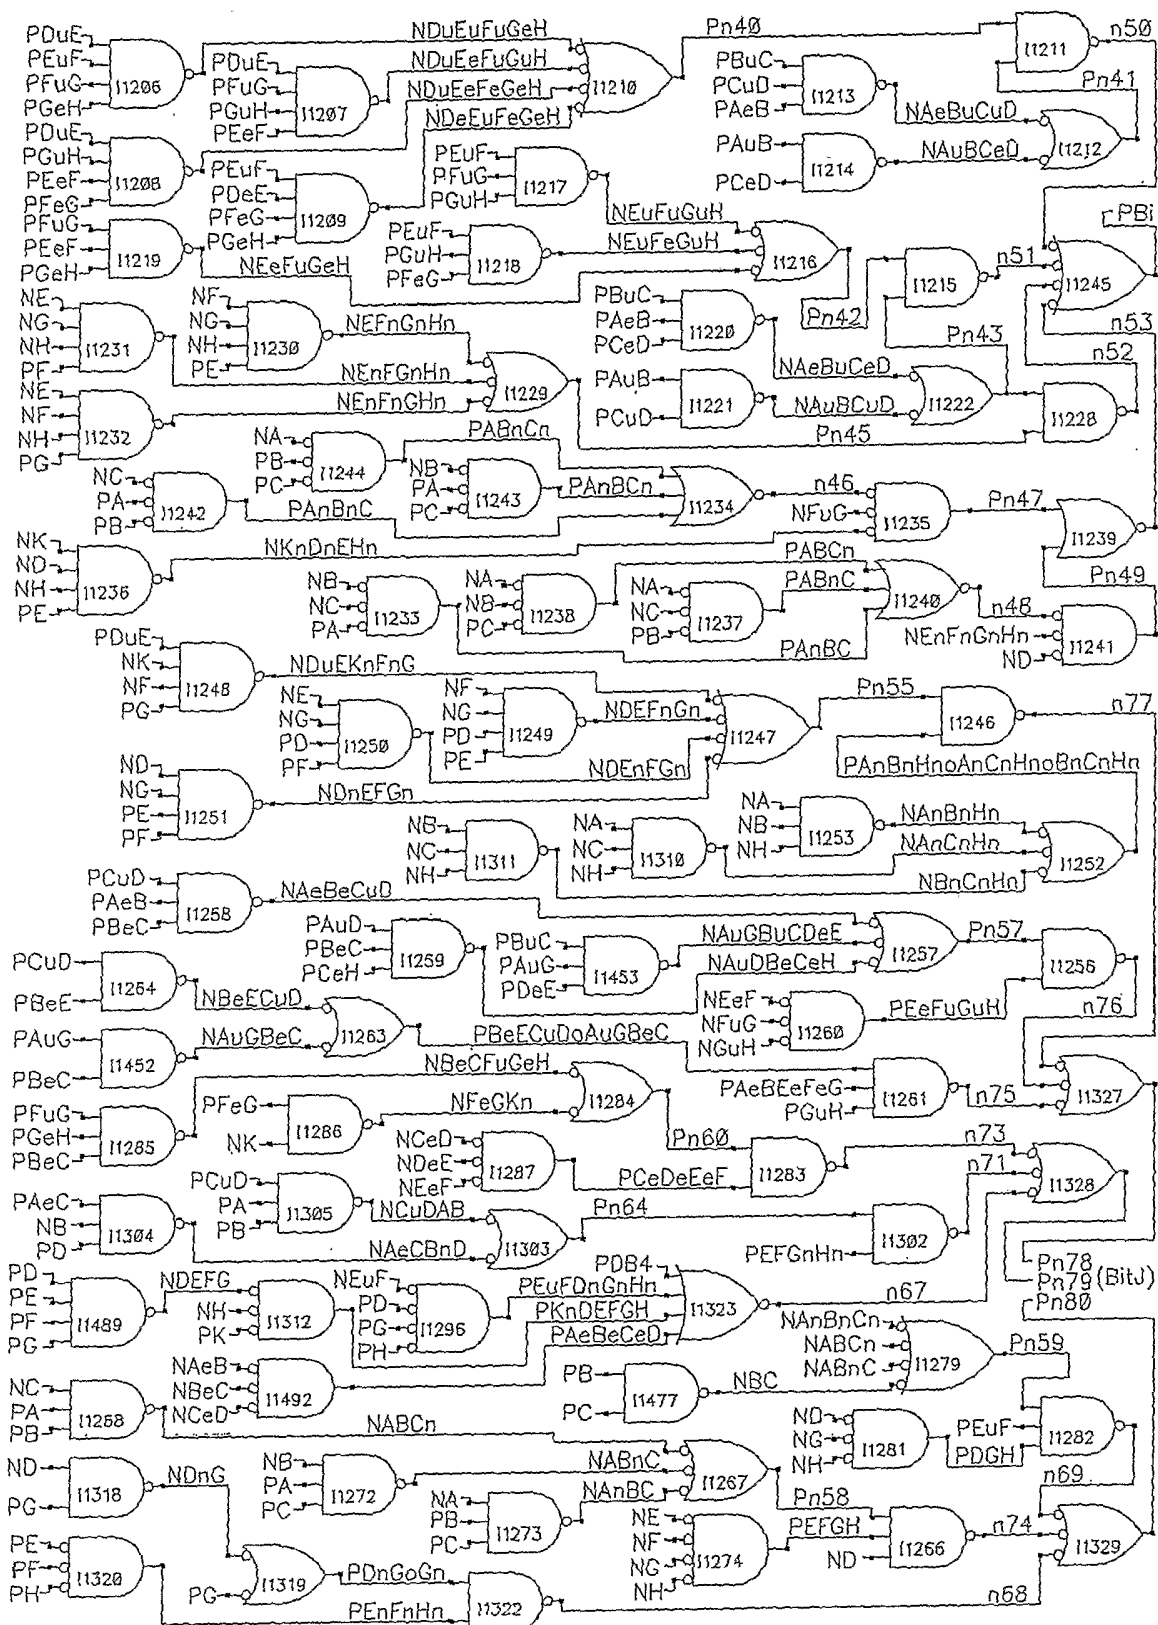 PDuE
PEuF
PFuG
PGeH
I1206
NDuEuFuGeH
PDuE
PFuG
PGuH
PEeF
I1207
NDuEeFuGuH
NDuEeFeGeH
NDeEuFeGeH
I1210
Pn40
I1211
n50
PBuC
PCuD
PAeB
I1213
NAeBuCuD
Pn41
PDuE
PGuH
PEeF
PFeG
I1208
PEuF
PDeE
PFeG
PGeH
I1209
PEuF
PFuG
PGuH
I1217
NEuFuGuH
PAuB
PCeD
I1214
NAuBCeD
I1212
PFuG
PEeF
PGeH
I1219
NEeFuGeH
PEuF
PGuH
PFeG
I1218
NEuFeGuH
I1216
I1215
n51
PBi
I1245
NE
NG
NH
PF
I1231
NF
NG
NH
PE
I1230
NEFnGnHn
NEnFGnHn
NEnFnGHn
I1229
PBuC
PAeB
PCeD
I1220
Pn42
Pn43
n53
n52
NAeBuCeD
PAuB
PCuD
I1221
NAuBCuD
I1222
I1228
Pn45
NE
NF
NH
PG
I1232
NA
PB
PC
I1244
PABnCn
NB
PA
PC
I1243
PAnBCn
I1234
n46
NFuG
I1235
Pn47
I1239
NC
PA
PB
I1242
PAnBnC
NK
ND
NH
PE
I1236
NKnDnEHn
NB
NC
PA
I1233
NA
NB
PC
I1238
PABCn
NA
NC
PB
I1237
PABnC
I1240
Pn49
n48
NEnFnGnHn
ND
I1241
PAnBC
PDuE
NK
NF
PG
I1248
NDuEKnFnG
NE
NG
PD
PF
I1250
NF
NG
PD
PE
I1249
NDEFnGn
NDEnFGn
I1247
Pn55
I1246
n77
PAnBnHnoAnCnHnoBnCnHn
ND
NG
PE
PF
I1251
NDnEFGn
NB
NC
NH
I1311
NA
NC
NH
I1310
NA
NB
NH
I1253
NAnBnHn
NAnCnHn
NBnCnHn
I1252
PCuD
PAeB
PBeC
I1258
NAeBeCuD
PAuD
PBeC
PCeH
I1259
PBuC
PAuG
PDeE
I1453
NAuGBuCDeE
NAuDBeCeH
I1257
Pn57
I1256
PCuD
PBeE
I1264
NBeECuD
NEeF
NFuG
NGuH
I1260
PEeFuGuH
n76
I1263
PBeECuDoAuGBeC
PAuG
PBeC
I1452
NAuGBeC
NBeCFuGeH
PAeBEeFeG
PGuH
I1261
n75
I1327
PFuG
PGeH
PBeC
I1285
PFeG
NK
I1286
NFeGKn
I1284
NCeD
NDeE
NEeF
I1287
PCeDeEeF
Pn60
I1283
n73
n71
I1328
PAeC
NB
PD
I1304
PCuD
PA
PB
I1305
NCuDAB
NAeCBnD
I1303
Pn64
PEFGnHn
I1302
Pn78
Pn79 (BitJ)
Pn80
PD
PE
PF
PG
I1489
NDEFG
NH
PK
I1312
NEuF
PD
PG
PH
I1296
PDB4
PEuFDnGnHn
PKnDEFGH
PAeBeCeD
I1323
n67
NAnBnCn
NABCn
NABnC
I1279
Pn59
NC
PA
PB
I1268
NAeB
NBeC
NCeD
I1492
NABCn
PB
PC
I1477
NBC
ND
NG
NH
I1281
PEuF
PDGH
I1282
ND
PG
I1318
NDnG
NB
PA
PC
I1272
NABnC
NA
PB
PC
I1273
NAnBC
I1267
Pn58
n69
NE
NF
NG
NH
I1274
PEFGH
ND
I1266
n74
I1329
PE
PF
PH
I1320
PG
I1319
PDnGoGn
PEnFnHn
I1322
n68